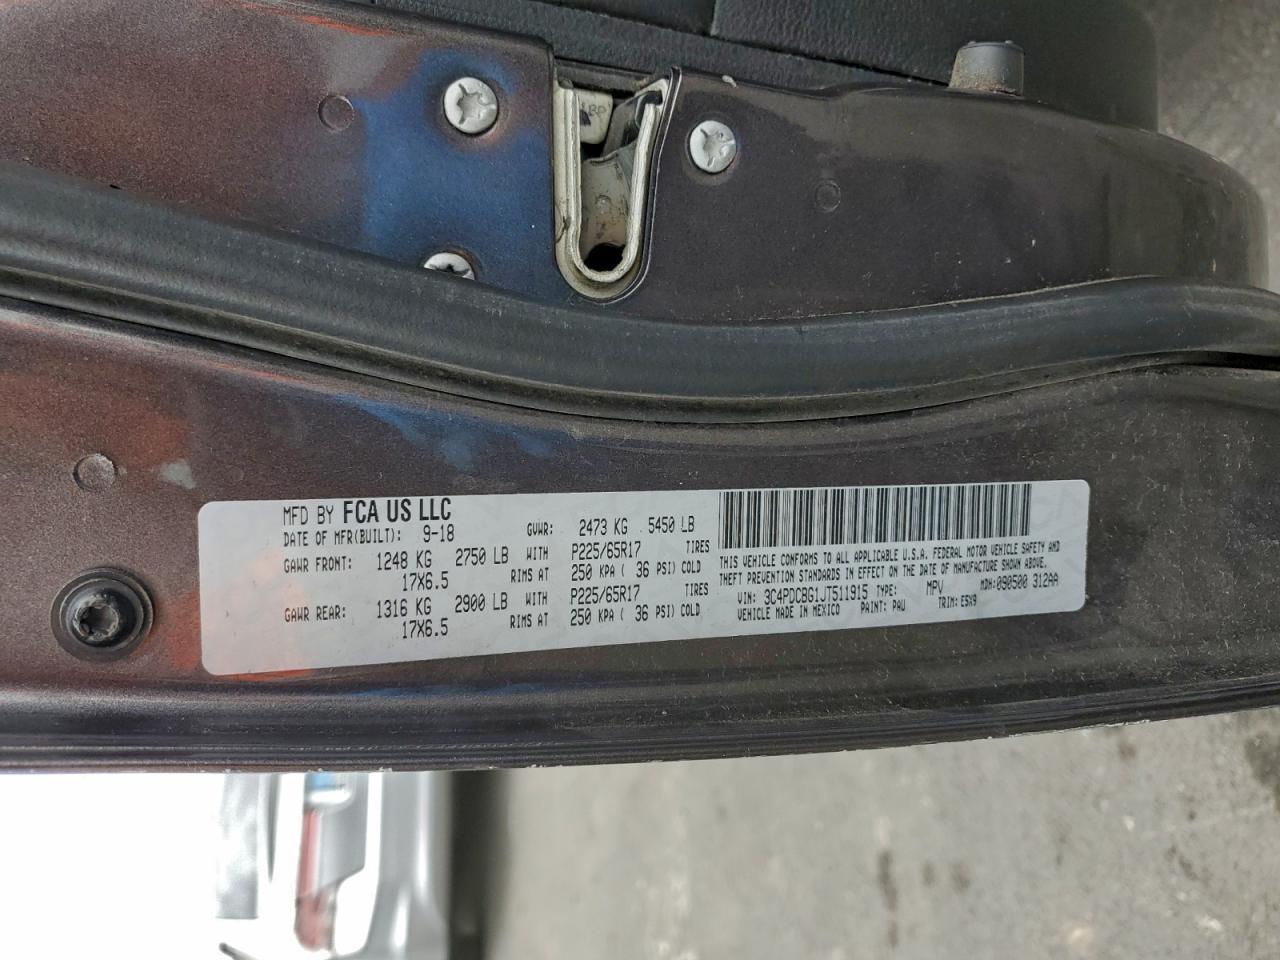 MFD BY FCA US LLC
DATE OF MFR(BUILT): 9-18 GVWR: 2473 KG 5450 LB
GAWR FRONT: 1248 KG 2750 LB WITH P225/65R17 TIRES
17X6.5 RIMS AT 250 KPA ( 36 PSI) COLD
GAWR REAR: 1316 KG 2900 LB WITH P225/65R17 TIRES
17X6.5 RIMS AT 250 KPA ( 36 PSI) COLD
THIS VEHICLE CONFORMS TO ALL APPLICABLE U.S.A. FEDERAL MOTOR VEHICLE SAFETY AND
THEFT PREVENTION STANDARDS IN EFFECT ON THE DATE OF MANUFACTURE SHOWN ABOVE.
VIN: 3C4PDCBG1JT511915 TYPE: MPV MDH:090500 312AA
VEHICLE MADE IN MEXICO PAINT: PAU TRIM: E5X9